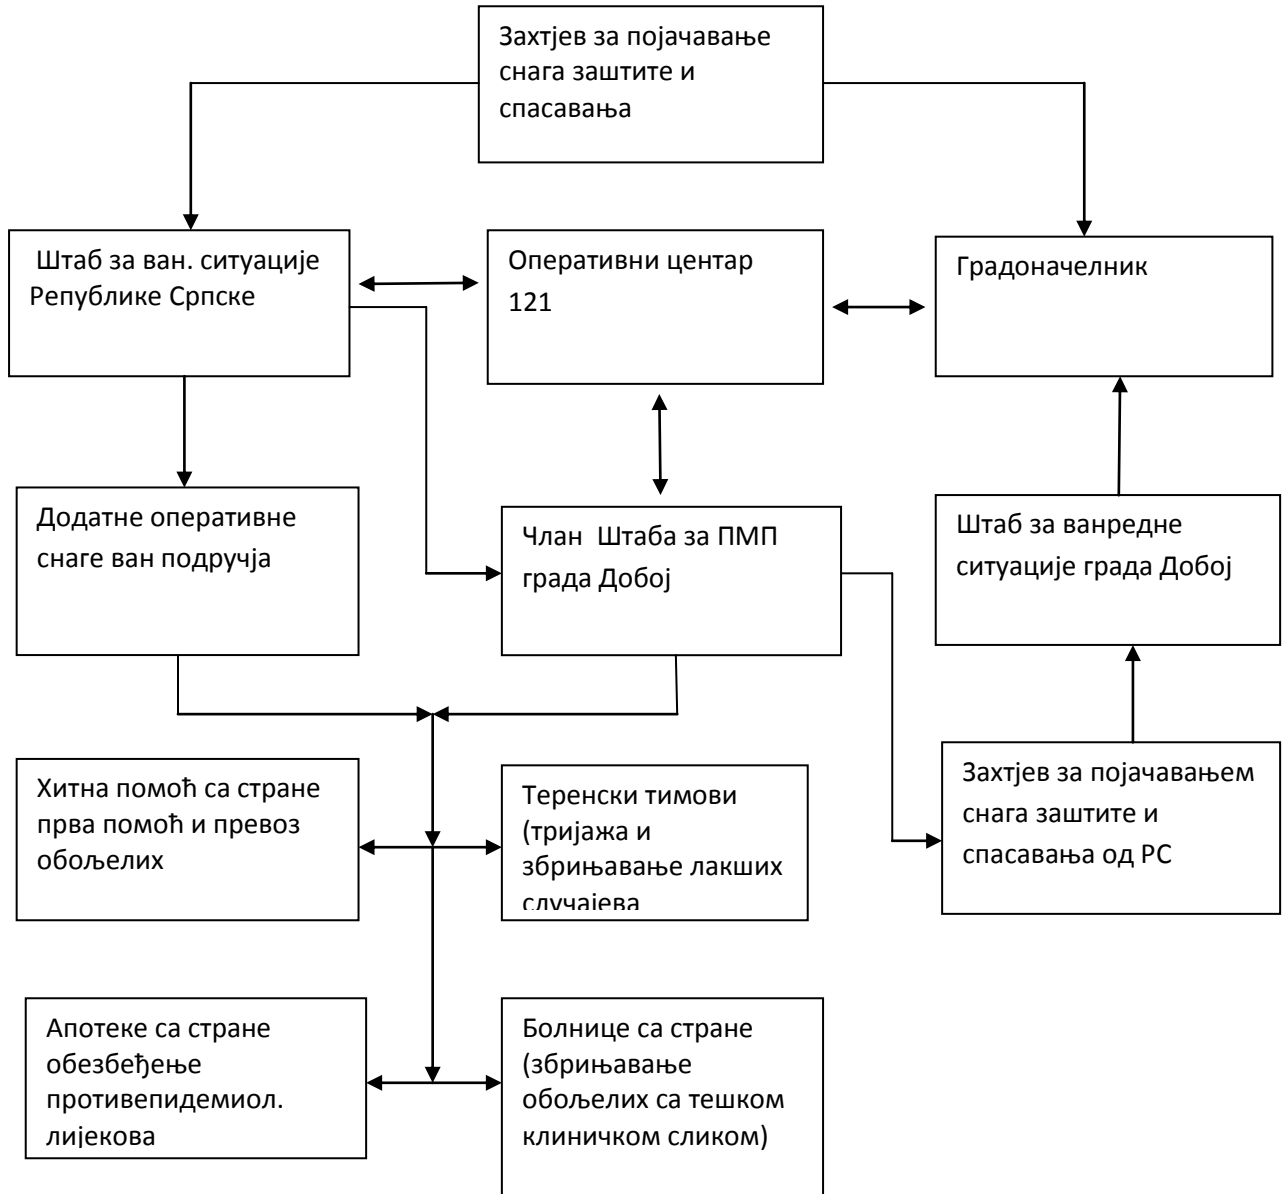 Захтјев за појачавање
снага заштите и
спасавања
Штаб за ван. ситуације
Републике Српске
Оперативни центар
121
Градоначелник
Додатне оперативне
снаге ван подручја
Члан Штаба за ПМП
града Добој
Штаб за ванредне
ситуације града Добој
Хитна помоћ са стране
прва помоћ и превоз
обољелих
Теренски тимови
(тријажа и
збрињавање лакших
случајева
Захтјев за појачавањем
снага заштите и
спасавања од РС
Апотеке са стране
обезбеђење
противепидемиол.
лијекова
Болнице са стране
(збрињавање
обољелих са тешком
клиничком сликом)